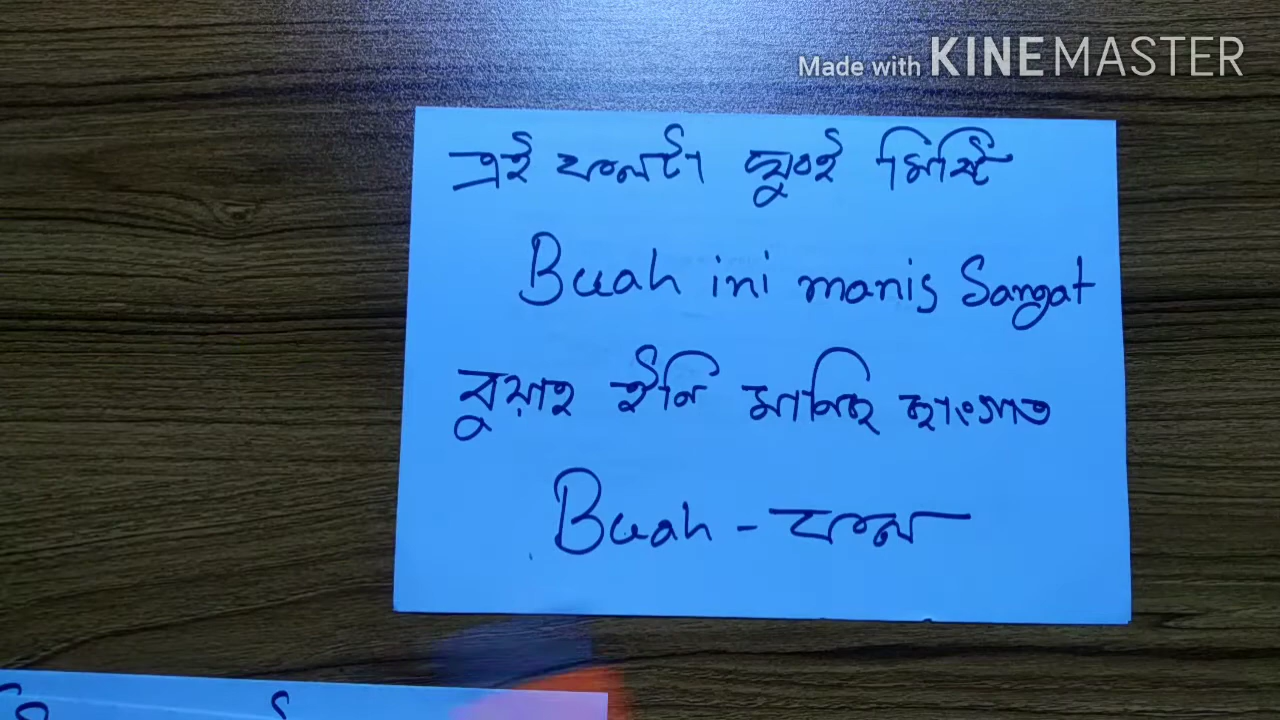 Made with KINEMASTER
এই ফলটা খুবই মিষ্টি
Buah ini manis Sangat
বুয়াহ ইনি মানিছ ছাংগাত
Buah - ফল